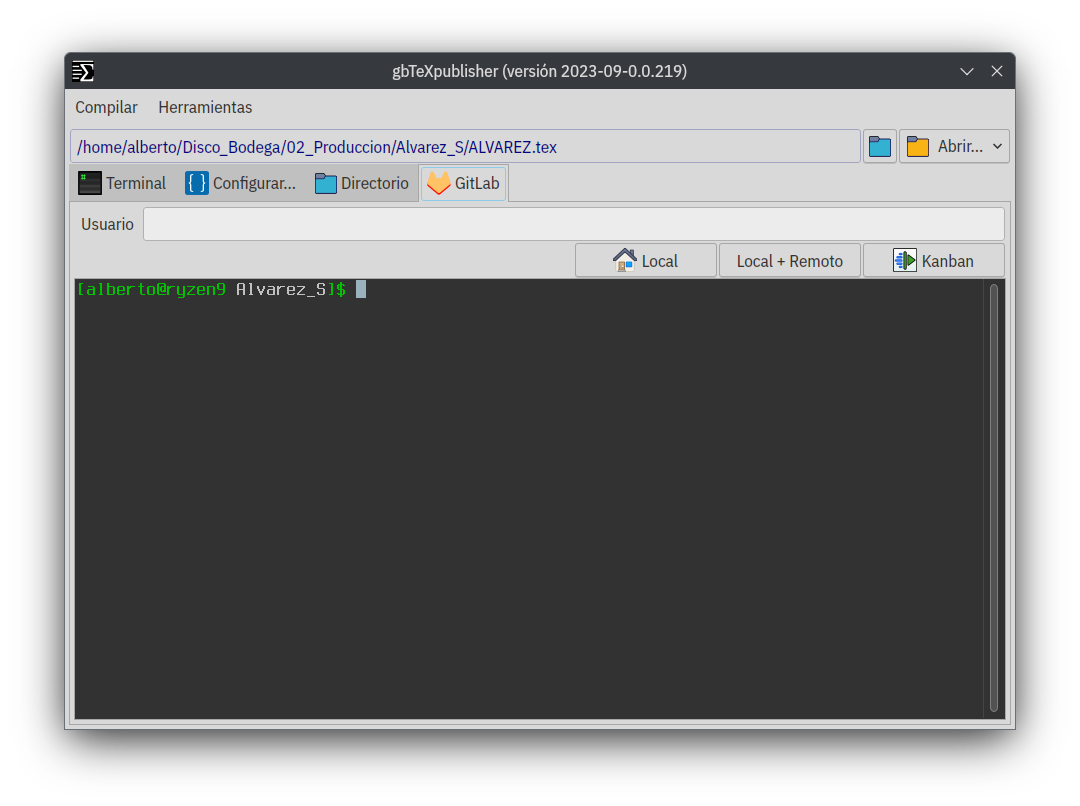 gbTeXpublisher (versión 2023-09-0.0.219)
Compilar Herramientas
/home/alberto/Disco_Bodega/02_Produccion/Alvarez_S/ALVAREZ.tex Abrir...
Terminal {} Configurar... Directorio GitLab
Usuario
Local Local + Remoto Kanban
[alberto@ryzen9 Alvarez_S]$